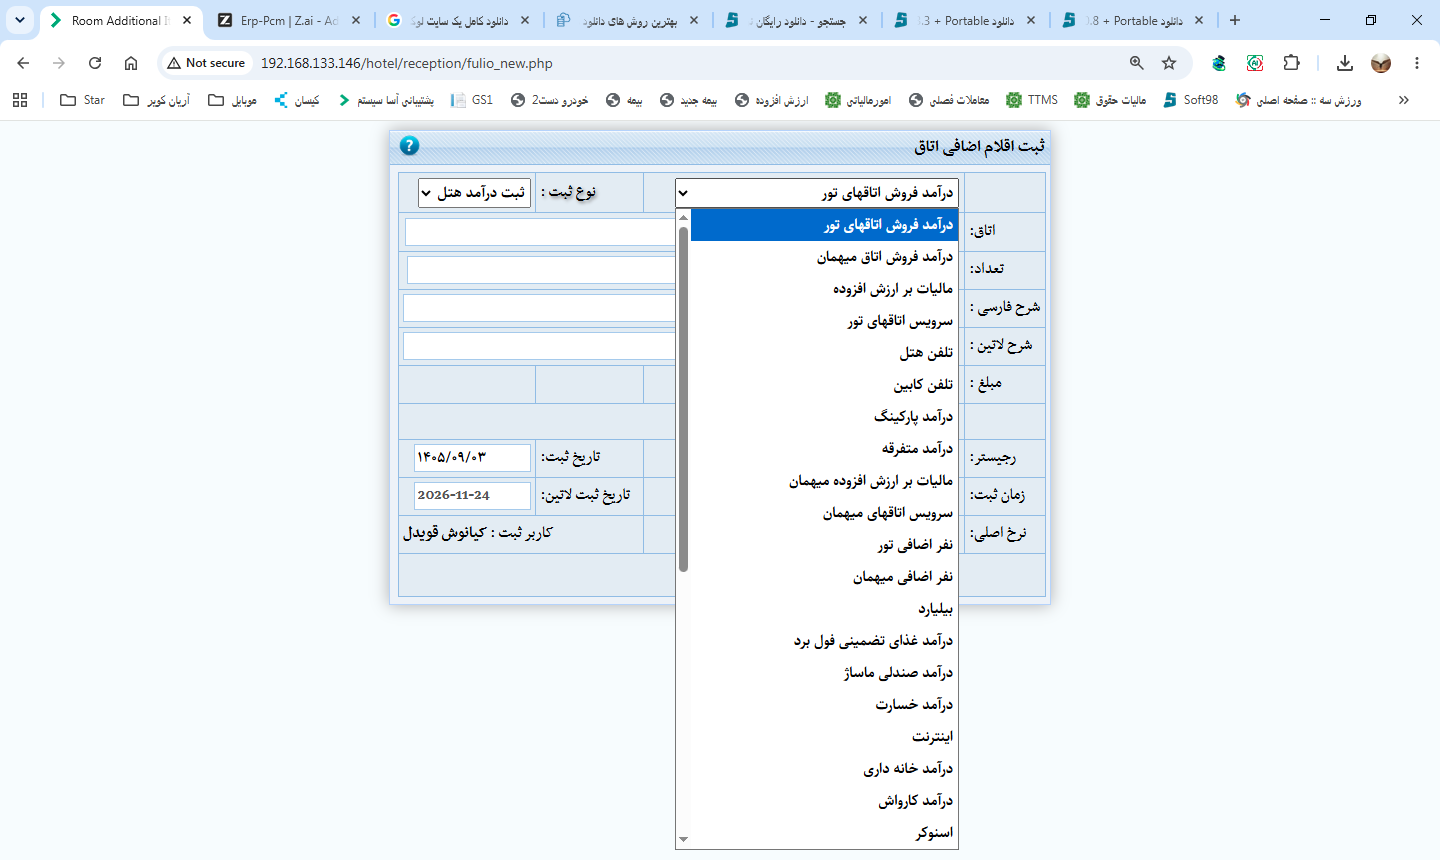 Room Additional It
Erp-Pcm | Z.ai - Ad
دانلود کامل یک سایت لوک
بهترین روش های دانلود
جستجو - دانلود رایگان
دانلود 3 + Portable
دانلود 0.8 + Portable
Not secure
192.168.133.146/hotel/reception/fulio_new.php
Star
آریان کویر
موبایل
کیسان
پشتیبانی آسا سیستم
GS1
خودرو دست2
بیمه
بیمه جدید
ارزش افزوده
امورمالیاتی
معاملات فصلی
TTMS
مالیات حقوق
Soft98
ورزش سه :: صفحه اصلی
ثبت اقلام اضافی اتاق
درآمد فروش اتاقهای تور
نوع ثبت :
ثبت درآمد هتل
اتاق:
تعداد:
شرح فارسی :
شرح لاتین :
مبلغ :
رجیستر:
تاریخ ثبت:
۱۴۰۵/۰۹/۰۳
زمان ثبت:
تاریخ ثبت لاتین:
2026-11-24
نرخ اصلی:
کاربر ثبت : کیانوش قویدل
درآمد فروش اتاقهای تور
درآمد فروش اتاق میهمان
مالیات بر ارزش افزوده
سرویس اتاقهای تور
تلفن هتل
تلفن کابین
درآمد پارکینگ
درآمد متفرقه
مالیات بر ارزش افزوده میهمان
سرویس اتاقهای میهمان
نفر اضافی تور
نفر اضافی میهمان
بیلیارد
درآمد غذای تضمینی فول برد
درآمد صندلی ماساژ
درآمد خسارت
اینترنت
درآمد خانه داری
درآمد کارواش
اسنوکر